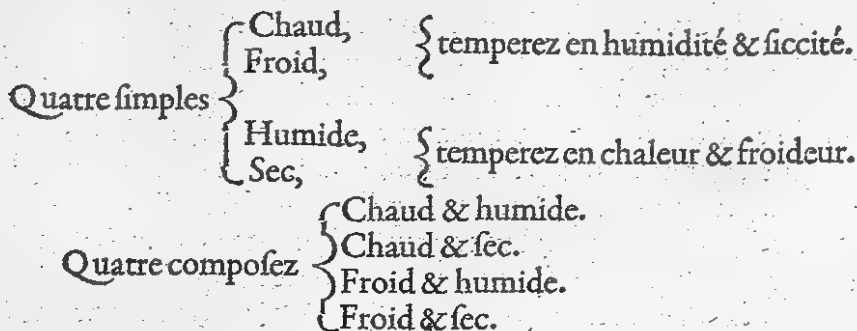 Chaud,
Froid, temperez en humidité & ſiccité.
Quatre ſimples
Humide,
Sec, temperez en chaleur & froideur.
Chaud & humide.
Chaud & ſec.
Quatre compoſez
Froid & humide.
Froid & ſec.